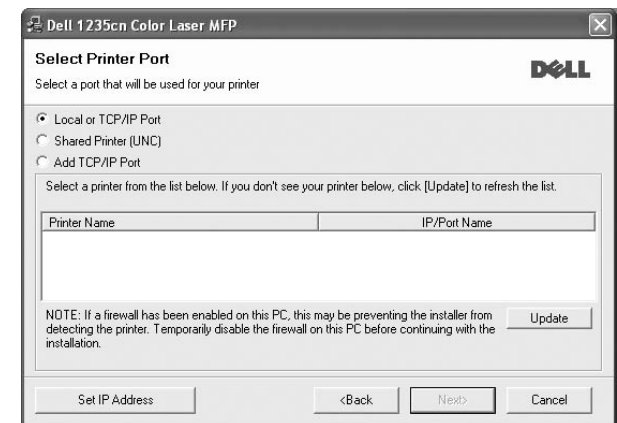 Dell 1235cn Color Laser MFP
Select Printer Port
Select a port that will be used for your printer
DELL
Local or TCP/IP Port
Shared Printer (UNC)
Add TCP/IP Port
Select a printer from the list below. If you don't see your printer below, click [Update] to refresh the list.
Printer Name IP/Port Name
NOTE: If a firewall has been enabled on this PC, this may be preventing the installer from
detecting the printer. Temporarily disable the firewall on this PC before continuing with the
installation.
Update
Set IP Address <Back Next> Cancel